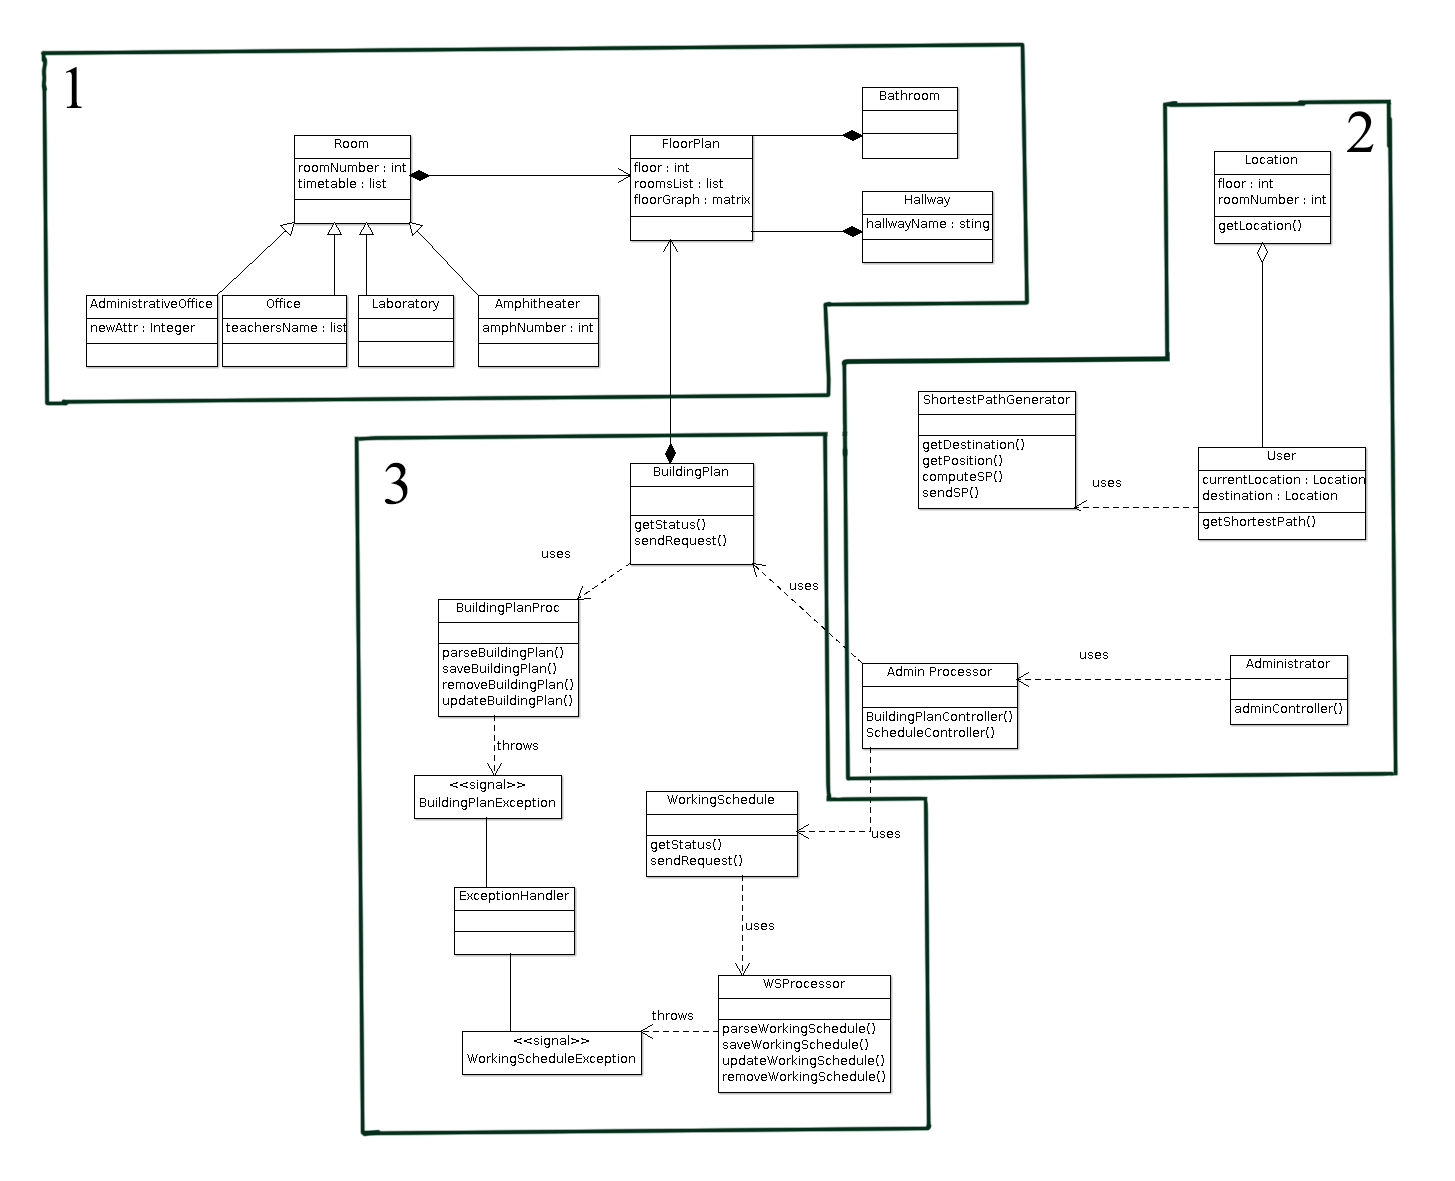 1
Room
roomNumber : int
timetable : list
FloorPlan
floor : int
roomsList : list
floorGraph : matrix
Bathroom
Hallway
hallwayName : sting
AdministrativeOffice
newAttr : Integer
Office
teachersName : list
Laboratory
Amphitheater
amphNumber : int
2
Location
floor : int
roomNumber : int
getLocation()
ShortestPathGenerator
getDestination()
getPosition()
computeSP()
sendSP()
uses
User
currentLocation : Location
destination : Location
getShortestPath()
uses
Admin Processor
BuildingPlanController()
ScheduleController()
Administrator
adminController()
3
BuildingPlan
getStatus()
sendRequest()
uses
uses
BuildingPlanProc
parseBuildingPlan()
saveBuildingPlan()
removeBuildingPlan()
updateBuildingPlan()
throws
<<signal>>
BuildingPlanException
WorkingSchedule
getStatus()
sendRequest()
uses
ExceptionHandler
uses
WSProcessor
parseWorkingSchedule()
saveWorkingSchedule()
updateWorkingSchedule()
removeWorkingSchedule()
throws
<<signal>>
WorkingScheduleException